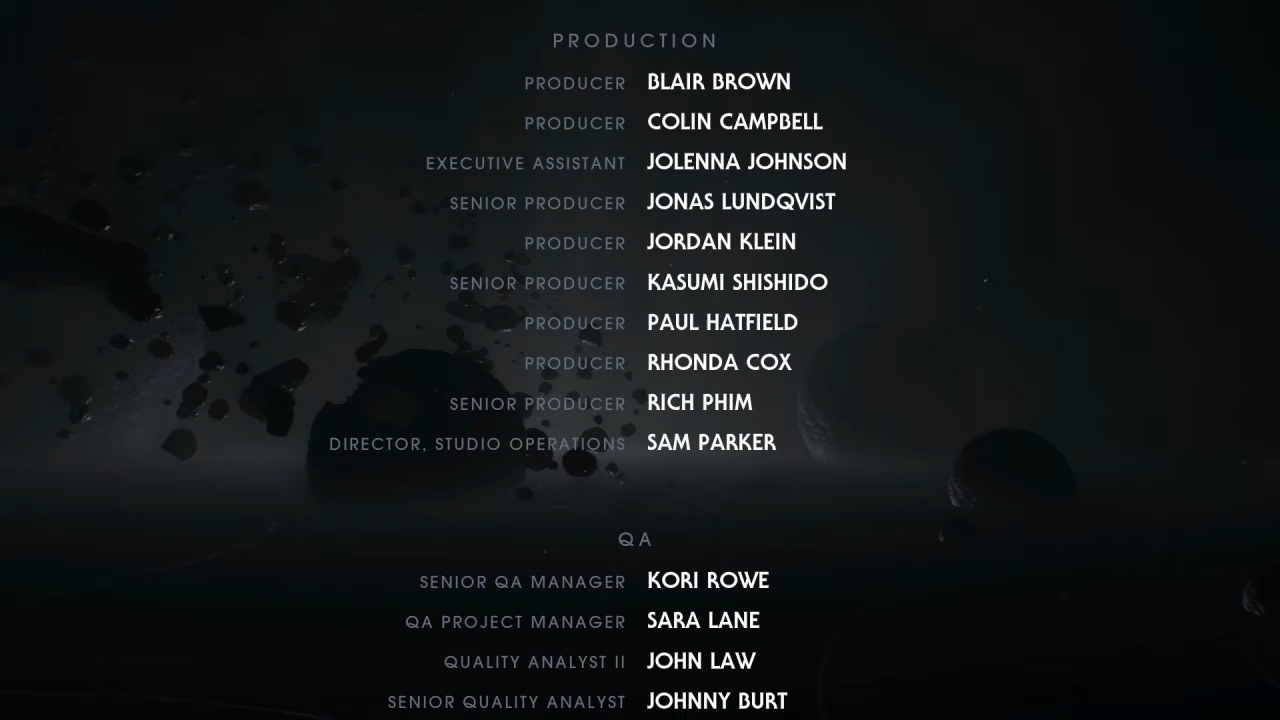 PRODUCTION
PRODUCER BLAIR BROWN
PRODUCER COLIN CAMPBELL
EXECUTIVE ASSISTANT JOLENNA JOHNSON
SENIOR PRODUCER JONAS LUNDQVIST
PRODUCER JORDAN KLEIN
SENIOR PRODUCER KASUMI SHISHIDO
PRODUCER PAUL HATFIELD
PRODUCER RHONDA COX
SENIOR PRODUCER RICH PHIM
DIRECTOR, STUDIO OPERATIONS SAM PARKER
QA
SENIOR QA MANAGER KORI ROWE
QA PROJECT MANAGER SARA LANE
QUALITY ANALYST II JOHN LAW
SENIOR QUALITY ANALYST JOHNNY BURT